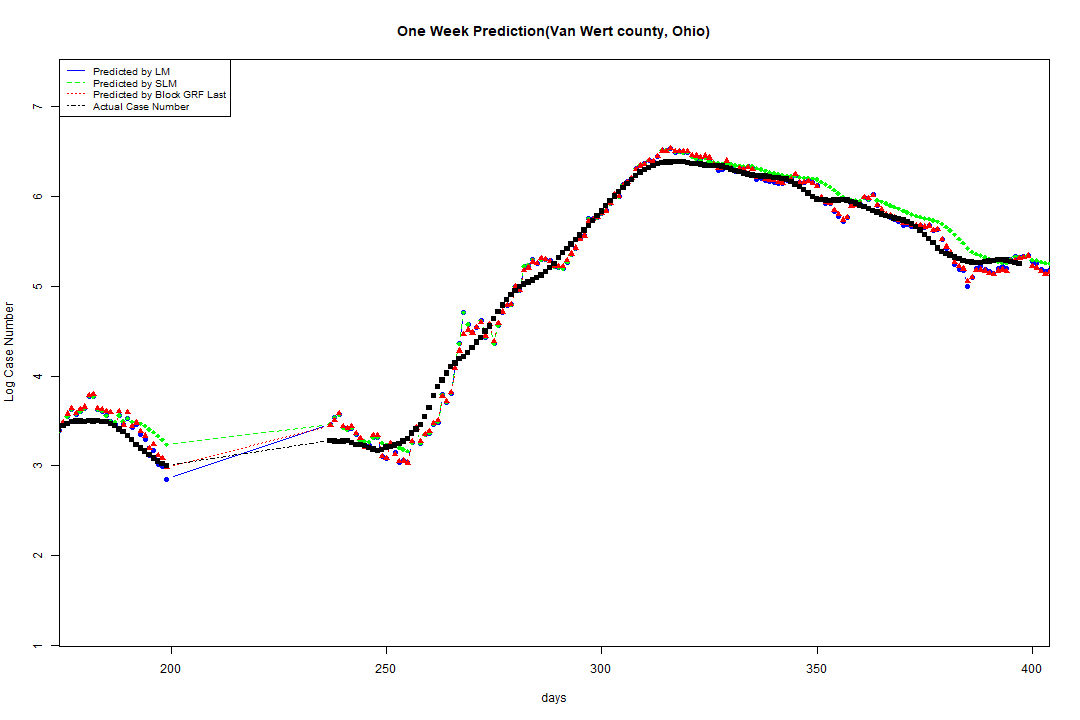 One Week Prediction(Van Wert county, Ohio)
Predicted by LM
Predicted by SLM
Predicted by Block GRF Last
Actual Case Number
7
6
5
4
3
2
1
Log Case Number
200 250 300 350 400
days